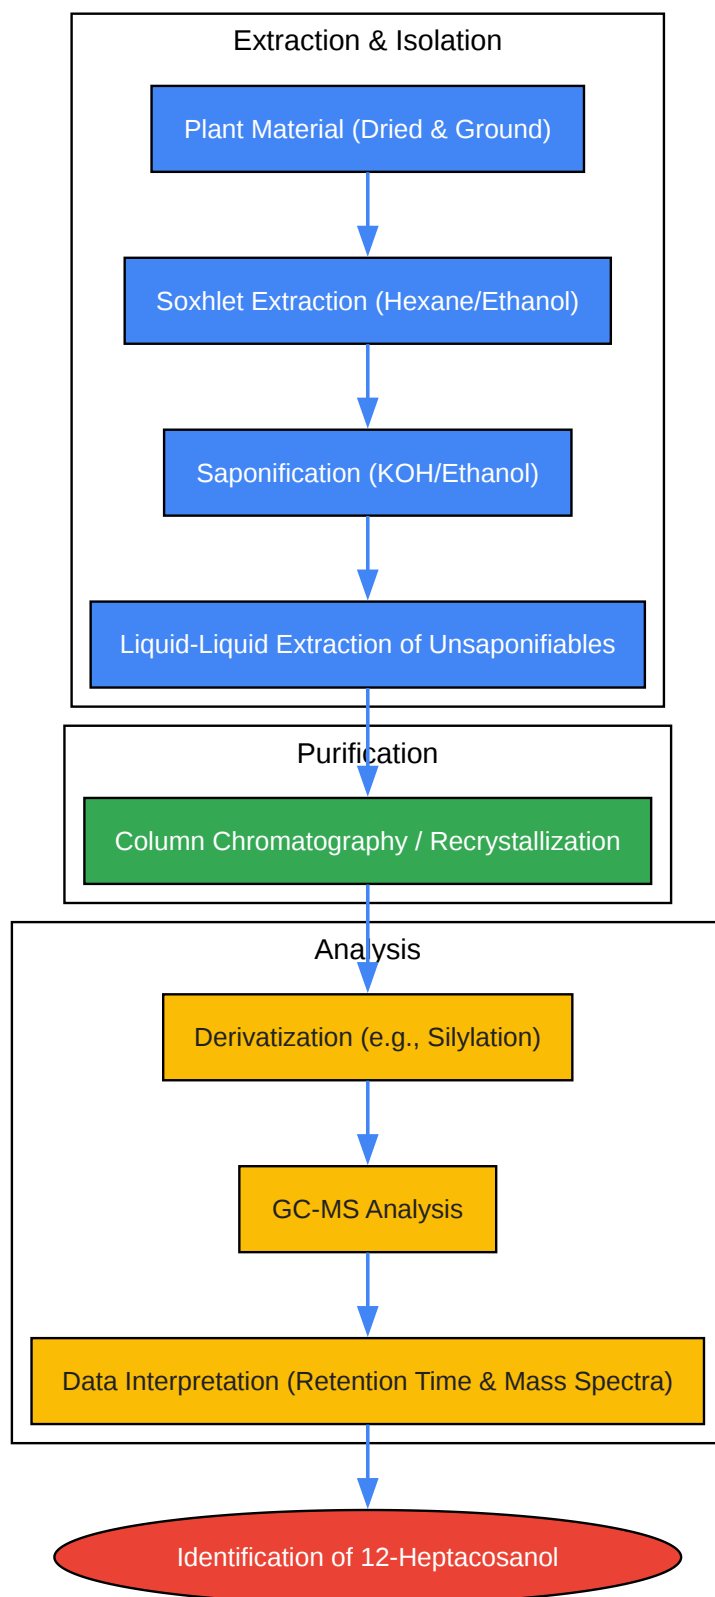 Extraction & Isolation
Plant Material (Dried & Ground)
Soxhlet Extraction (Hexane/Ethanol)
Saponification (KOH/Ethanol)
Liquid-Liquid Extraction of Unsaponifiables
Purification
Column Chromatography / Recrystallization
Analysis
Derivatization (e.g., Silylation)
GC-MS Analysis
Data Interpretation (Retention Time & Mass Spectra)
Identification of 12-Heptacosanol